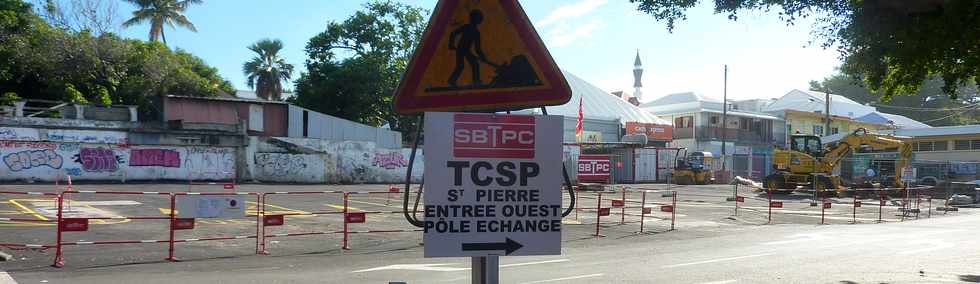 SBTPC
TCSP
ST PIERRE
ENTREE OUEST
PÔLE ECHANGE
SBTPC